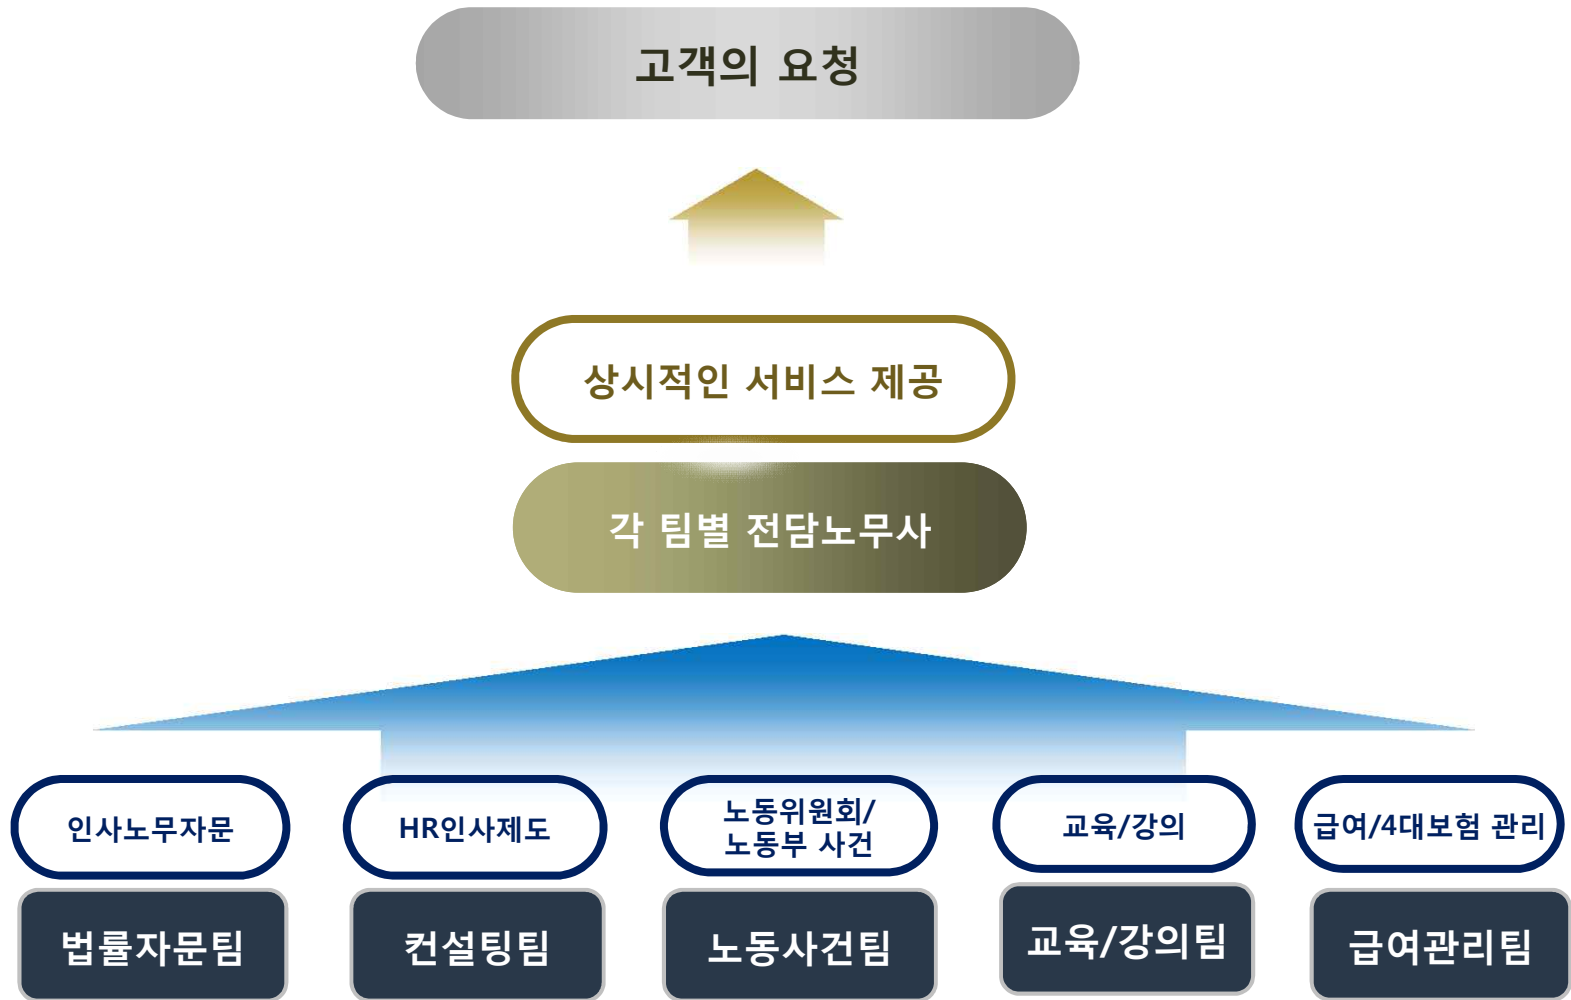 고객의 요청
상시적인 서비스 제공
각 팀별 전담노무사
인사노무자문
HR인사제도
노동위원회/
노동부 사건
교육/강의
급여/4대보험 관리
법률자문팀
컨설팅팀
노동사건팀
교육/강의팀
급여관리팀